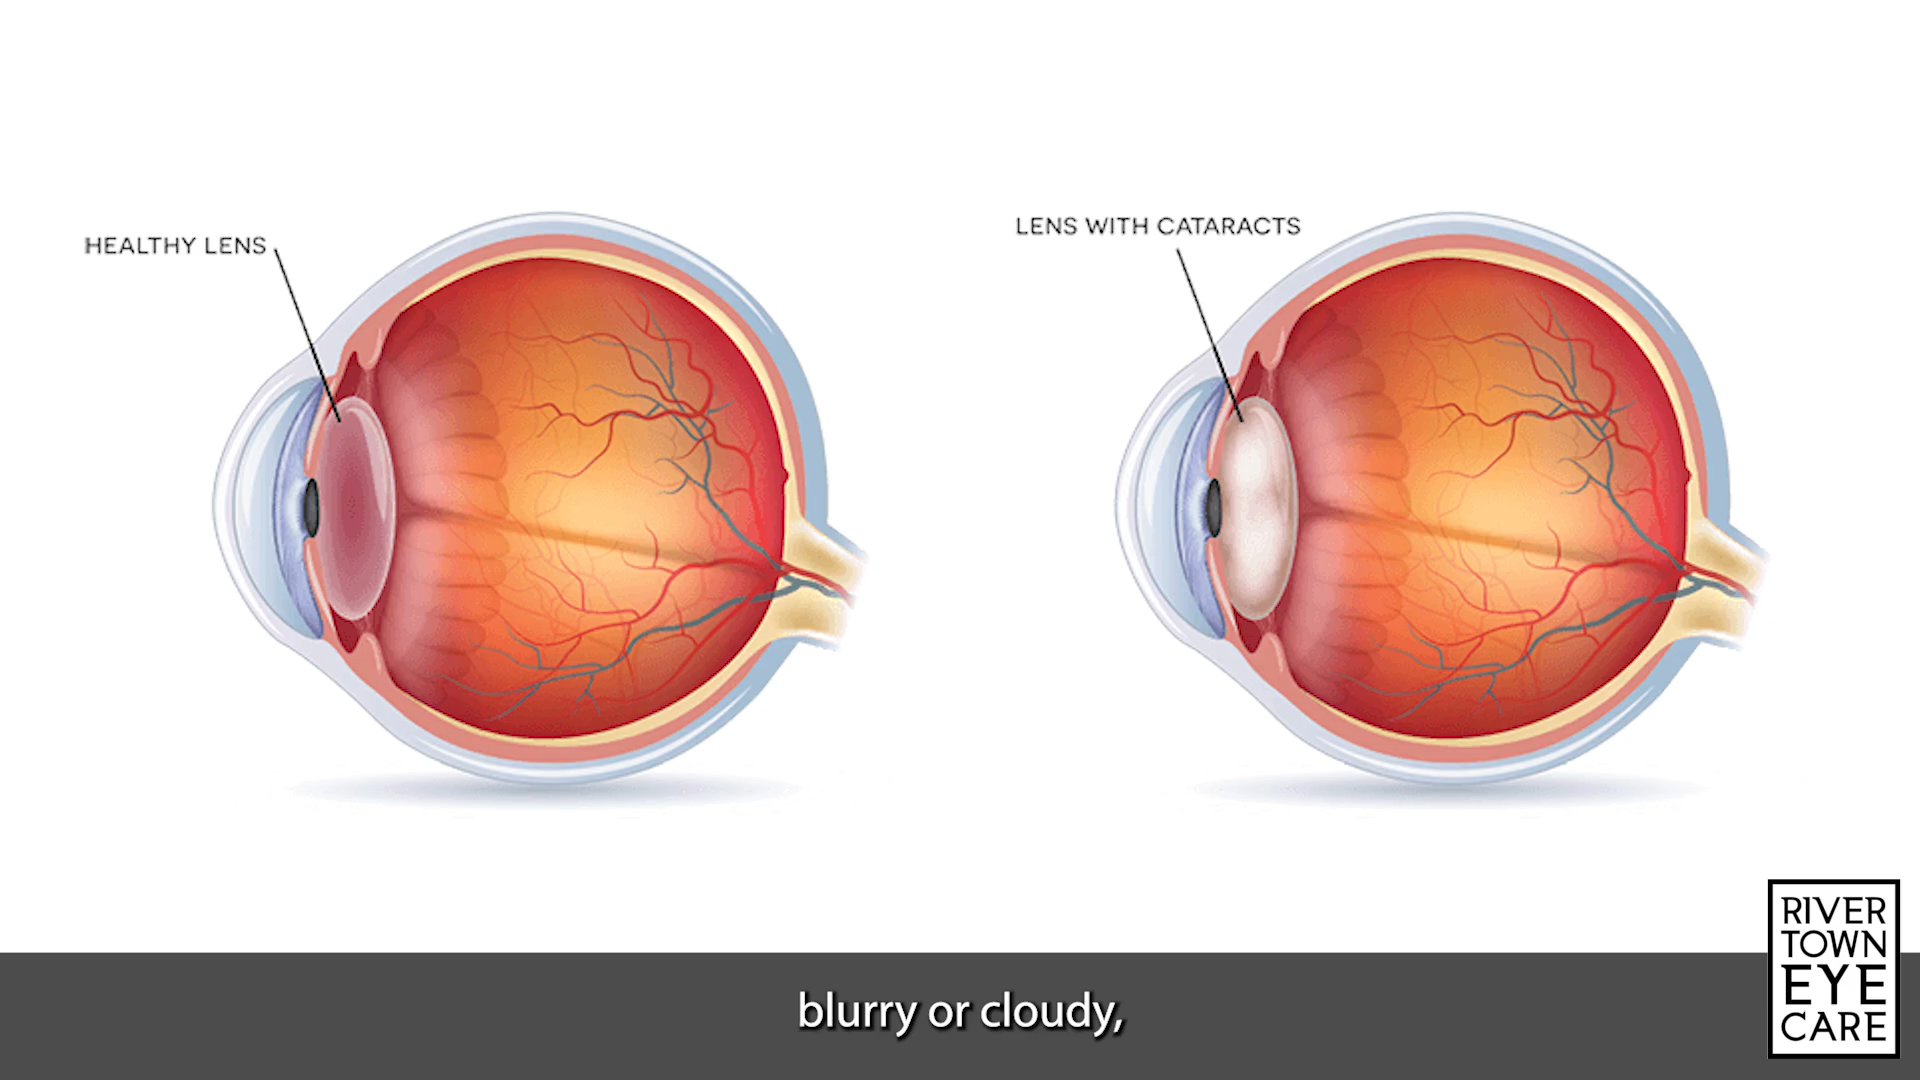 HEALTHY LENS
LENS WITH CATARACTS
RIVER
TOWN
EYE
CARE
blurry or cloudy,